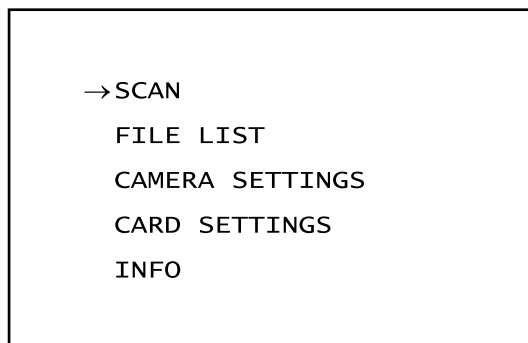 →SCAN
FILE LIST
CAMERA SETTINGS
CARD SETTINGS
INFO